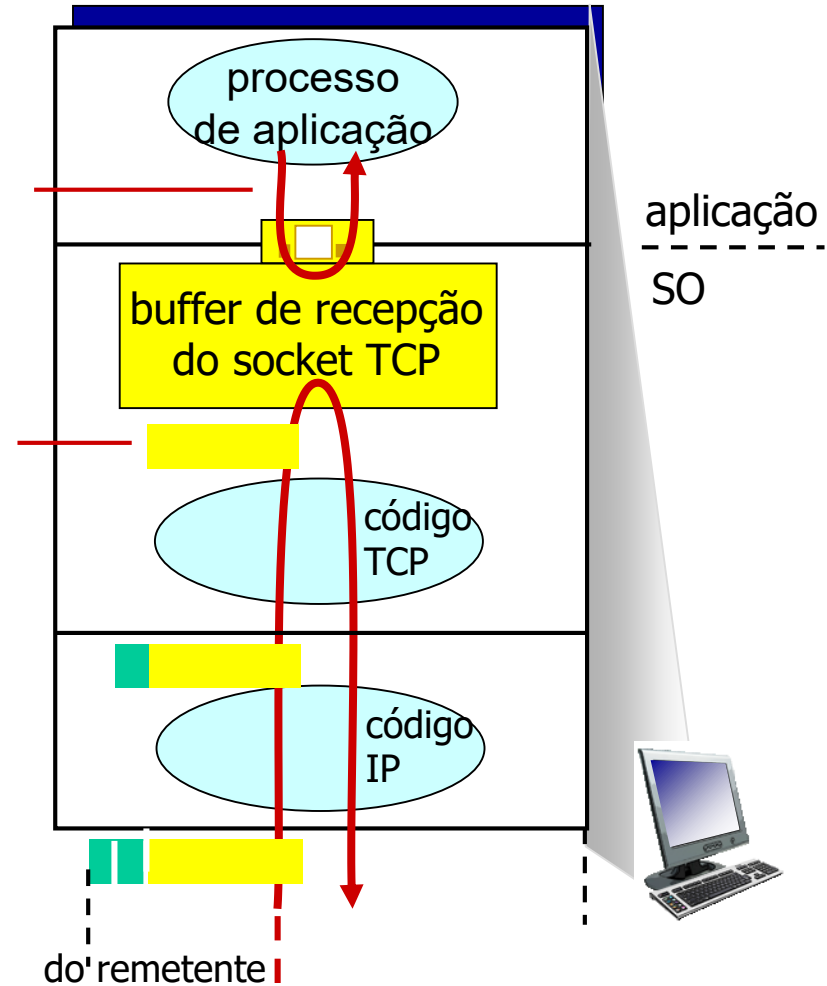 processo
de aplicação
aplicação
SO
buffer de recepção
do socket TCP
código
TCP
código
IP
do remetente